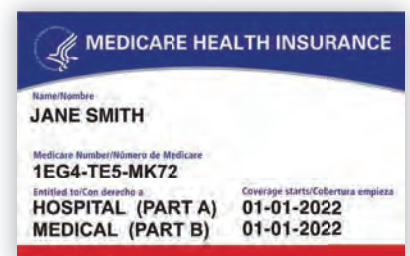 MEDICARE HEALTH INSURANCE
Name/Nombre
JANE SMITH
Medicare Number/Número de Medicare
1EG4-TE5-MK72
Entitled to/Con derecho a Coverage starts/Cobertura empieza
HOSPITAL (PART A) 01-01-2022
MEDICAL (PART B) 01-01-2022